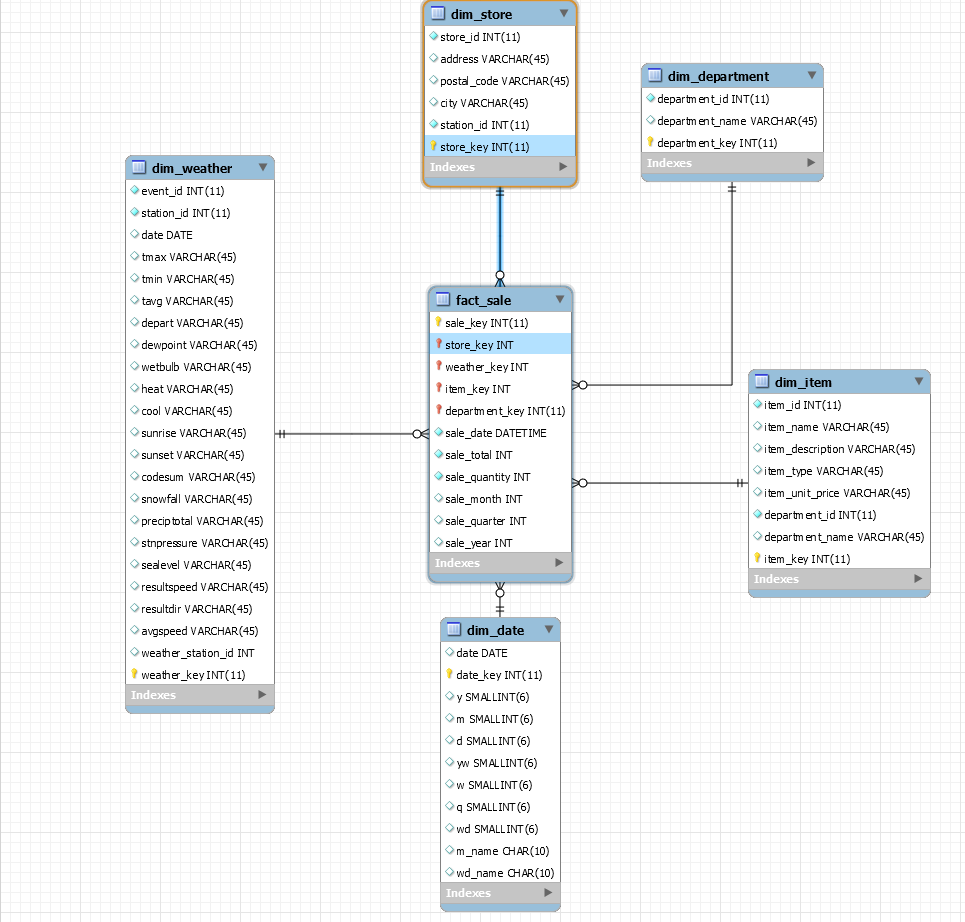 dim_store
store_id INT(11)
address VARCHAR(45)
postal_code VARCHAR(45)
city VARCHAR(45)
station_id INT(11)
store_key INT(11)
Indexes
dim_department
department_id INT(11)
department_name VARCHAR(45)
department_key INT(11)
Indexes
dim_weather
event_id INT(11)
station_id INT(11)
date DATE
tmax VARCHAR(45)
tmin VARCHAR(45)
tavg VARCHAR(45)
depart VARCHAR(45)
dewpoint VARCHAR(45)
wetbulb VARCHAR(45)
heat VARCHAR(45)
cool VARCHAR(45)
sunrise VARCHAR(45)
sunset VARCHAR(45)
codesum VARCHAR(45)
snowfall VARCHAR(45)
preciptotal VARCHAR(45)
stnpressure VARCHAR(45)
sealevel VARCHAR(45)
resultspeed VARCHAR(45)
resultdir VARCHAR(45)
avgspeed VARCHAR(45)
weather_station_id INT
weather_key INT(11)
Indexes
fact_sale
sale_key INT(11)
store_key INT
weather_key INT
item_key INT
department_key INT(11)
sale_date DATETIME
sale_total INT
sale_quantity INT
sale_month INT
sale_quarter INT
sale_year INT
Indexes
dim_item
item_id INT(11)
item_name VARCHAR(45)
item_description VARCHAR(45)
item_type VARCHAR(45)
item_unit_price VARCHAR(45)
department_id INT(11)
department_name VARCHAR(45)
item_key INT(11)
Indexes
dim_date
date DATE
date_key INT(11)
y SMALLINT(6)
m SMALLINT(6)
d SMALLINT(6)
yw SMALLINT(6)
w SMALLINT(6)
q SMALLINT(6)
wd SMALLINT(6)
m_name CHAR(10)
wd_name CHAR(10)
Indexes